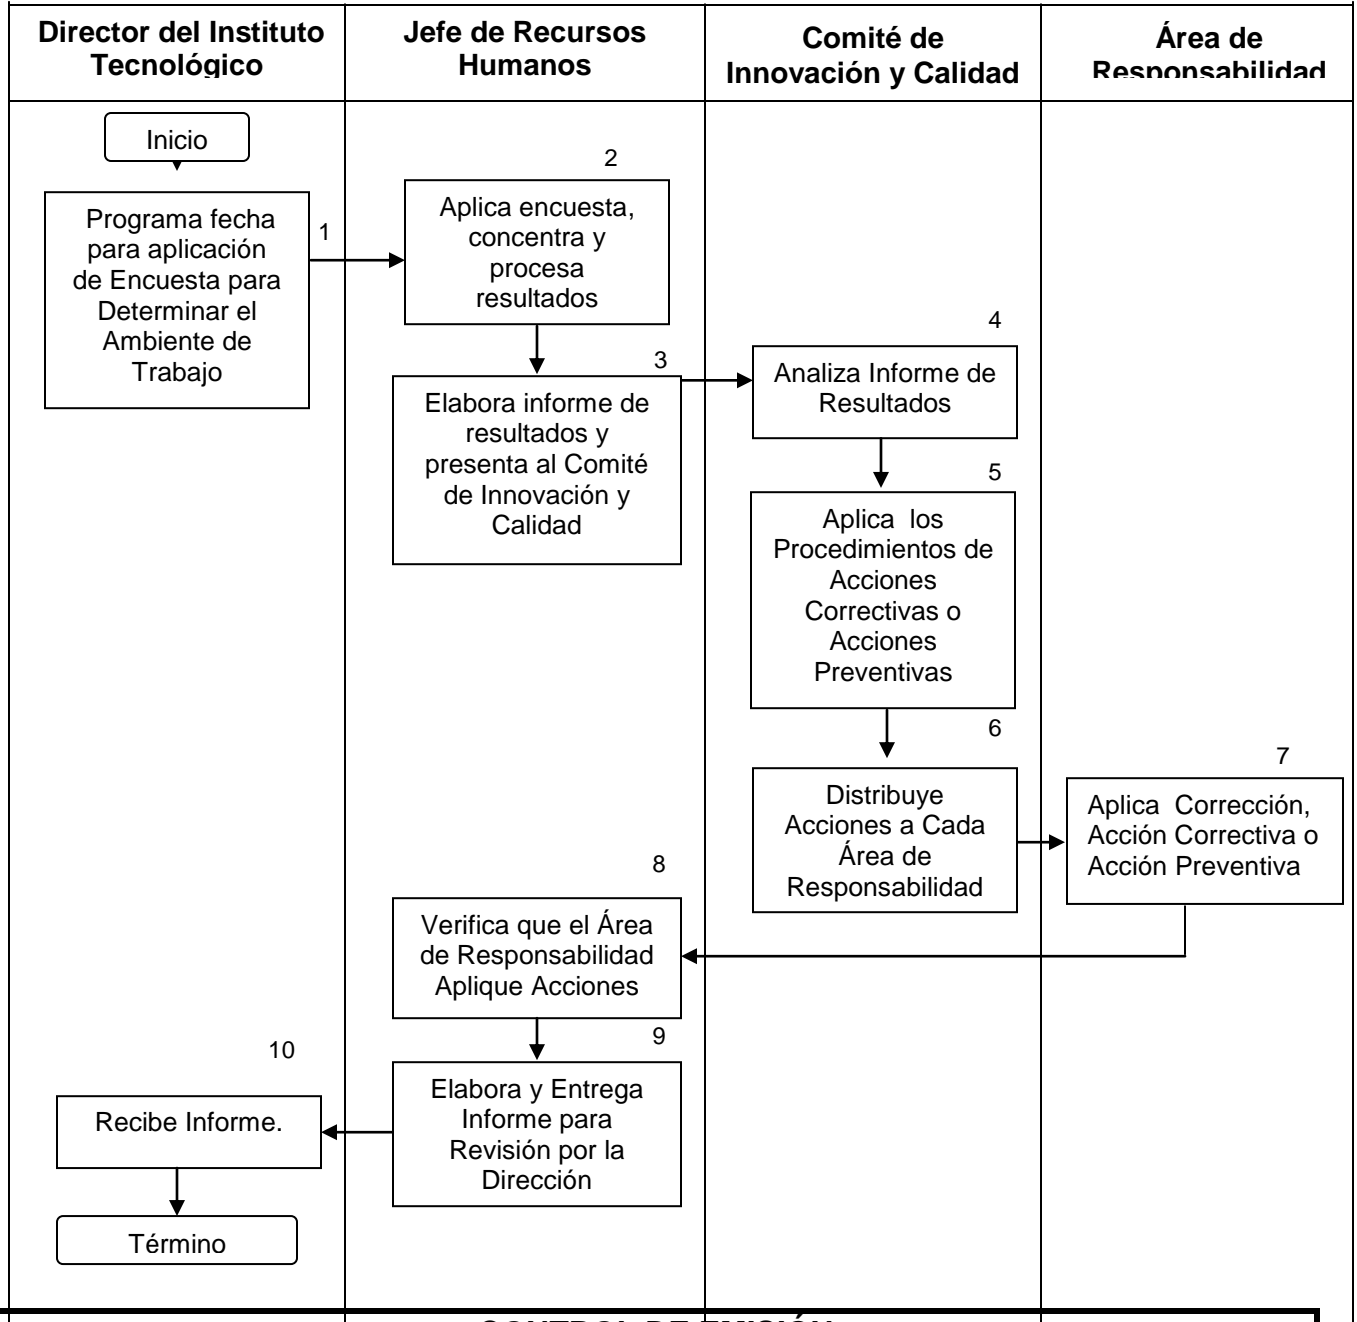 Director del Instituto
Tecnológico
Jefe de Recursos
Humanos
Comité de
Innovación y Calidad
Área de
Responsabilidad
Inicio
1
Programa fecha
para aplicación
de Encuesta para
Determinar el
Ambiente de
Trabajo
2
Aplica encuesta,
concentra y
procesa
resultados
3
Elabora informe de
resultados y
presenta al Comité
de Innovación y
Calidad
4
Analiza Informe de
Resultados
5
Aplica los
Procedimientos de
Acciones
Correctivas o
Acciones
Preventivas
6
Distribuye
Acciones a Cada
Área de
Responsabilidad
7
Aplica Corrección,
Acción Correctiva o
Acción Preventiva
8
Verifica que el Área
de Responsabilidad
Aplique Acciones
9
Elabora y Entrega
Informe para
Revisión por la
Dirección
10
Recibe Informe.
Término
CONTROL DE EMISIÓN